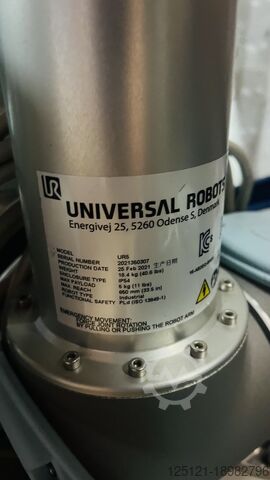 UR
UNIVERSAL ROBOTS
Energivej 25, 5260 Odense S, Denmark
MODEL UR5
SERIAL NUMBER 2021350307
PRODUCTION DATE 25 Feb 2021 生产日期
WEIGHT 18.4 kg (40.6 lbs)
ENCLOSURE TYPE
MAX. PAYLOAD 5 kg (11 lbs)
MAX. REACH 850 mm (33.5 in)
ROBOT TYPE Industrial
FUNCTIONAL SAFETY PLd (ISO 13849-1)
EMERGENCY MOVEMENT:
FORCE JOINT ROTATION
BY PULLING OR PUSHING THE ROBOT ARM
125121-18982796